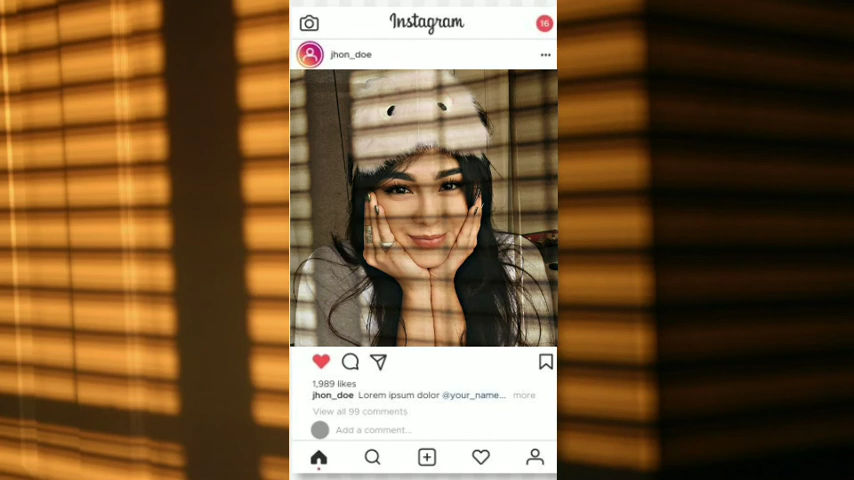 Instagram
16
jhon_doe
1,989 likes
jhon_doe Lorem ipsum dolor @your_name... more
View all 99 comments
Add a comment...